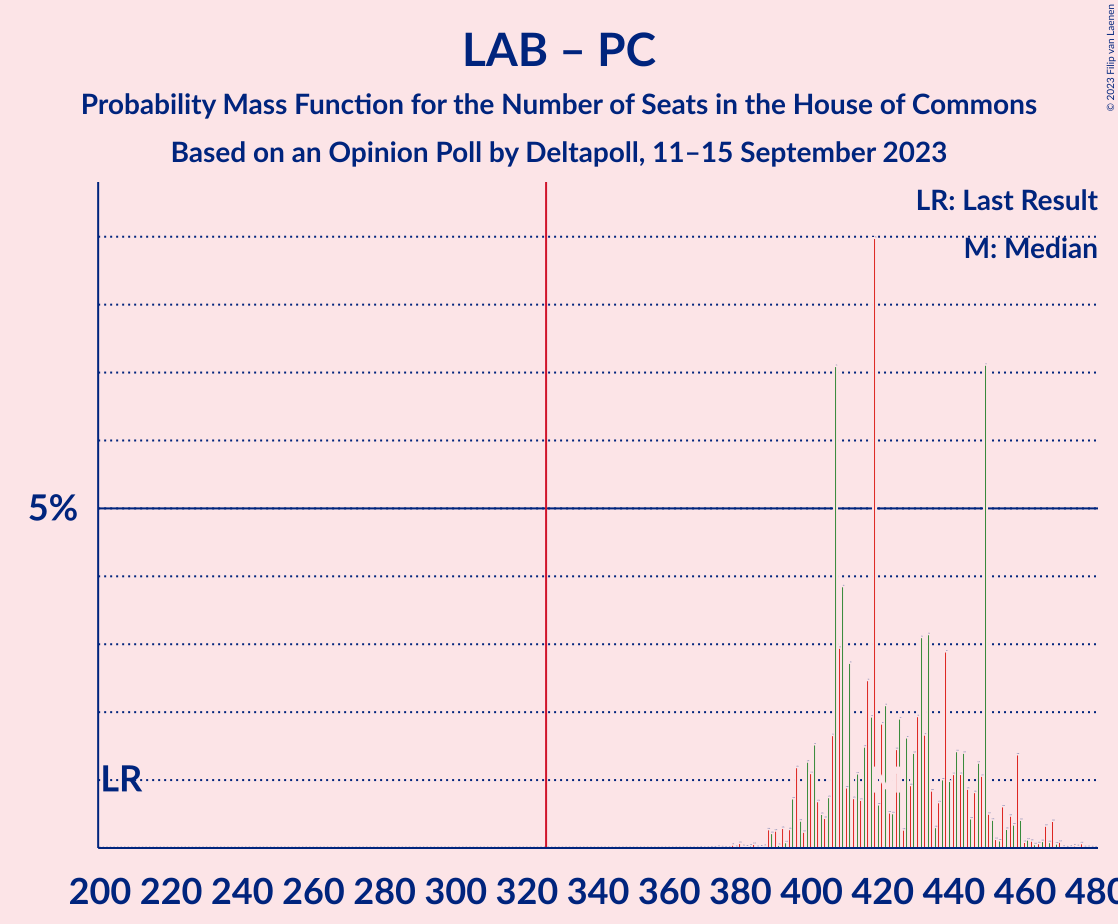 LAB – PC
Probability Mass Function for the Number of Seats in the House of Commons
Based on an Opinion Poll by Deltapoll, 11–15 September 2023
© 2023 Filip van Laenen
LR: Last Result
M: Median
5%
LR
200 220 240 260 280 300 320 340 360 380 400 420 440 460 480